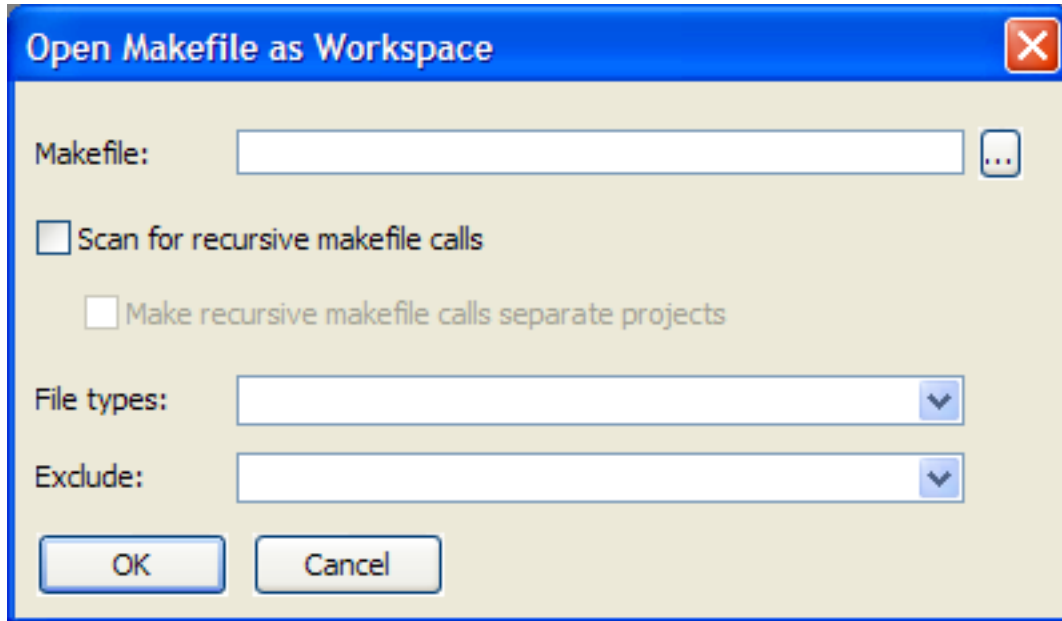 Open Makefile as Workspace
Makefile:
...
Scan for recursive makefile calls
Make recursive makefile calls separate projects
File types:
Exclude:
OK Cancel